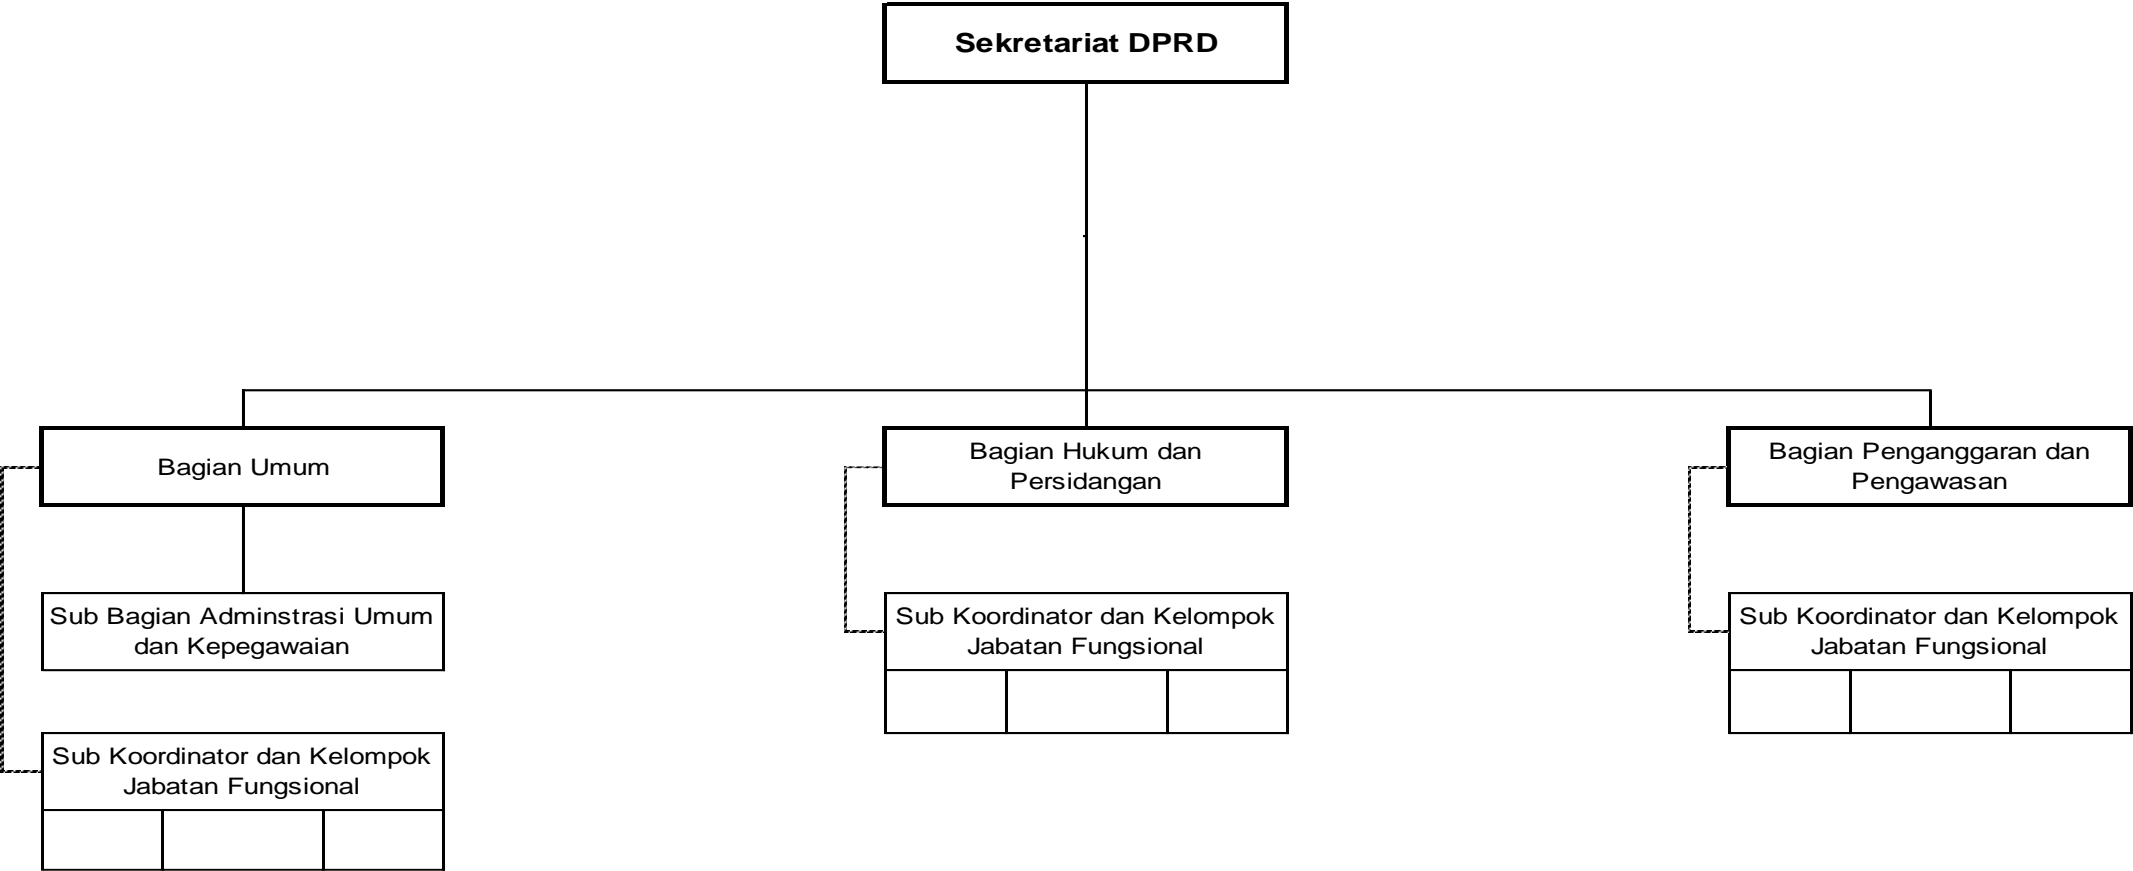 Sekretariat DPRD
Bagian Umum
Bagian Hukum dan
Persidangan
Bagian Penganggaran dan
Pengawasan
Sub Bagian Adminstrasi Umum
dan Kepegawaian
Sub Koordinator dan Kelompok
Jabatan Fungsional
Sub Koordinator dan Kelompok
Jabatan Fungsional
Sub Koordinator dan Kelompok
Jabatan Fungsional